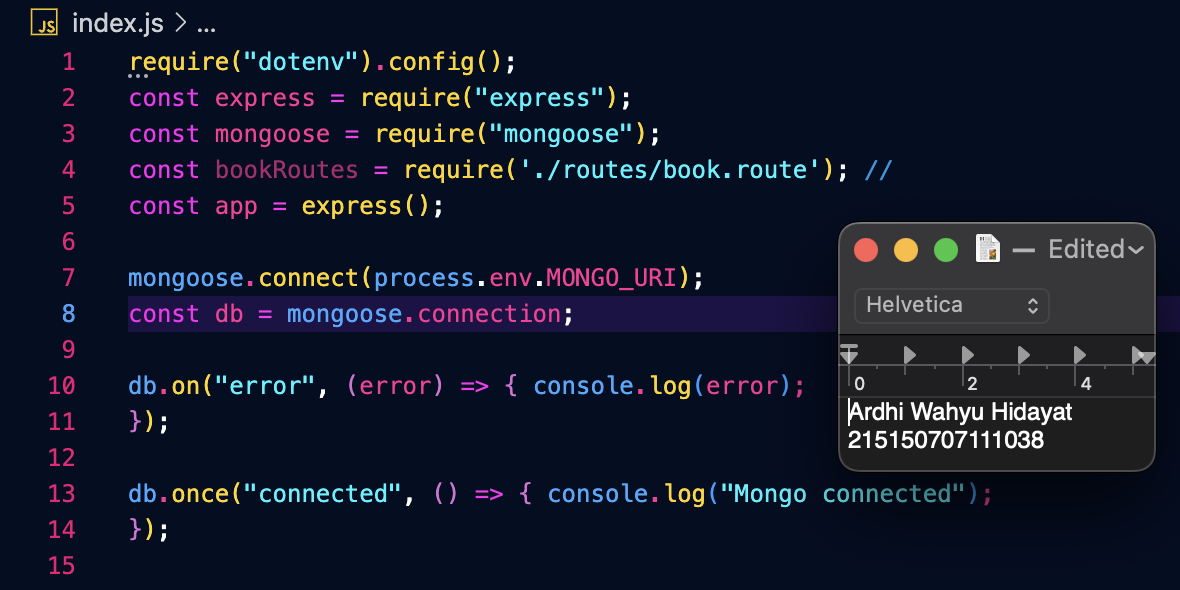 JS index.js > ...
1 require("dotenv").config();
2 const express = require("express");
3 const mongoose = require("mongoose");
4 const bookRoutes = require('./routes/book.route'); //
5 const app = express();
6
7 mongoose.connect(process.env.MONGO_URI);
8 const db = mongoose.connection;
9
10 db.on("error", (error) => { console.log(error);
11 });
12
13 db.once("connected", () => { console.log("Mongo connected");
14 });
15
— Edited
Helvetica
0 2 4
Ardhi Wahyu Hidayat
215150707111038